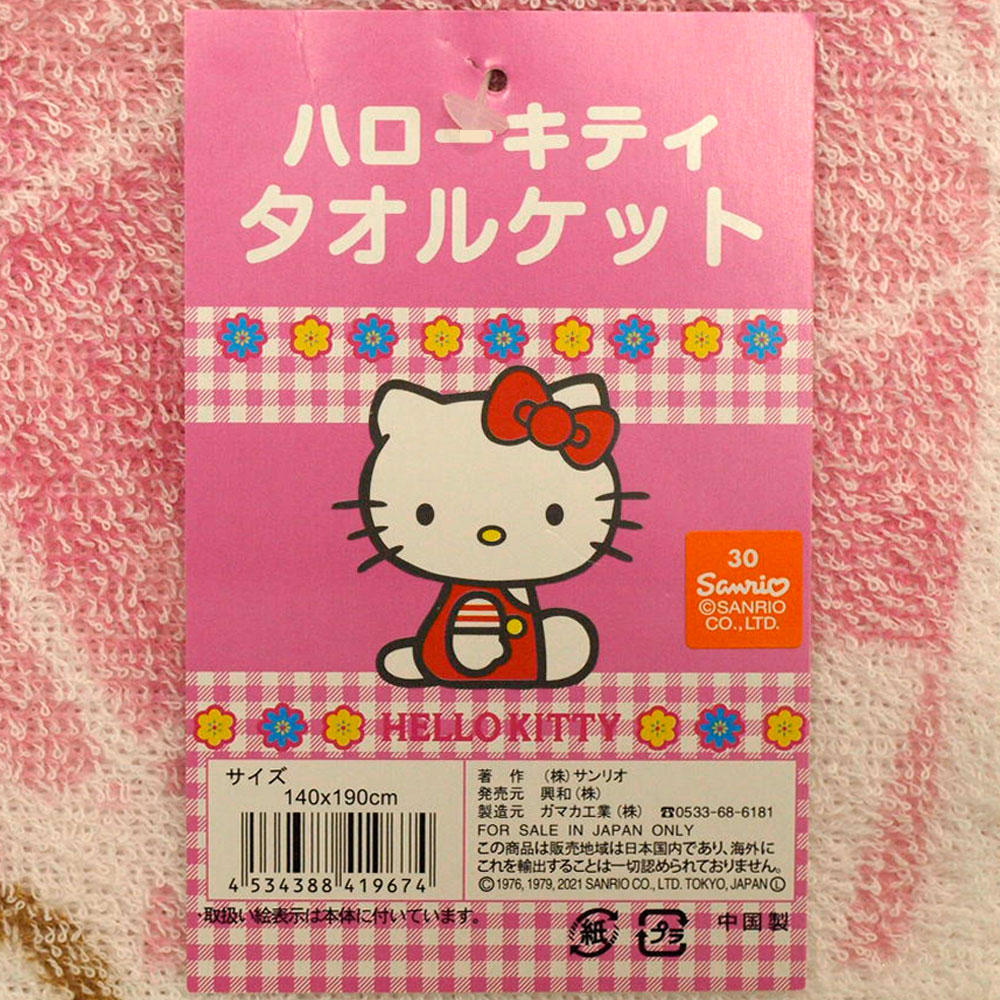 ハローキティ
タオルケット
30
Sanrio
©SANRIO
CO.,LTD.
HELLO KITTY
サイズ
140x190cm
4 534388 419674
著 作 (株)サンリオ
発売元 興和(株)
製造元 ガマカ工業(株) ☎0533-68-6181
FOR SALE IN JAPAN ONLY
この商品は販売地域は日本国内であり、海外に
これを輸出することは一切認められておりません。
©1976, 1979, 2021 SANRIO CO., LTD. TOKYO, JAPAN Ⓛ
・取扱い絵表示は本体に付いています。
紙
プラ
中国製